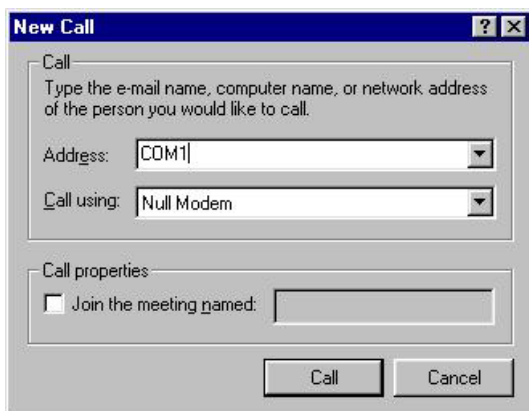 New Call
Call
Type the e-mail name, computer name, or network address
of the person you would like to call.
Address: COM1
Call using: Null Modem
Call properties
Join the meeting named:
Call Cancel